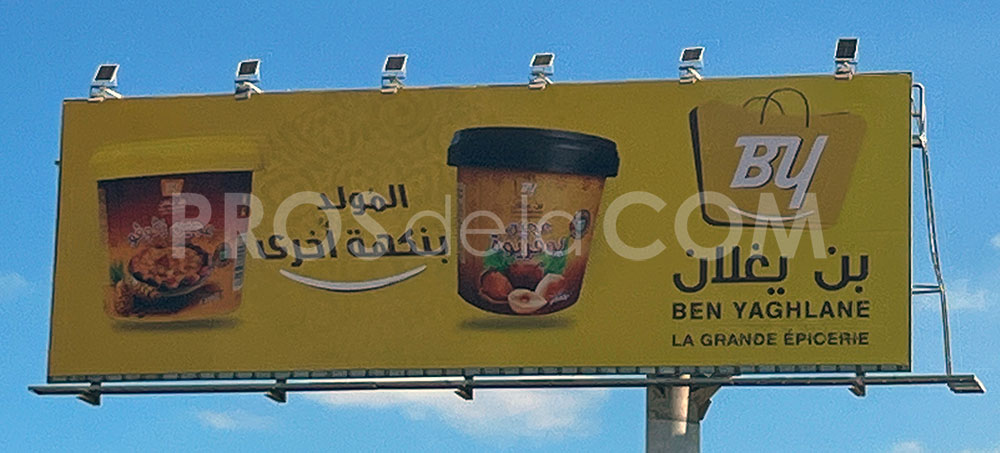 المولد
بنكهة أخرى
BY
بن يغلان
BEN YAGHLANE
LA GRANDE ÉPICERIE
PROSdelaCOM